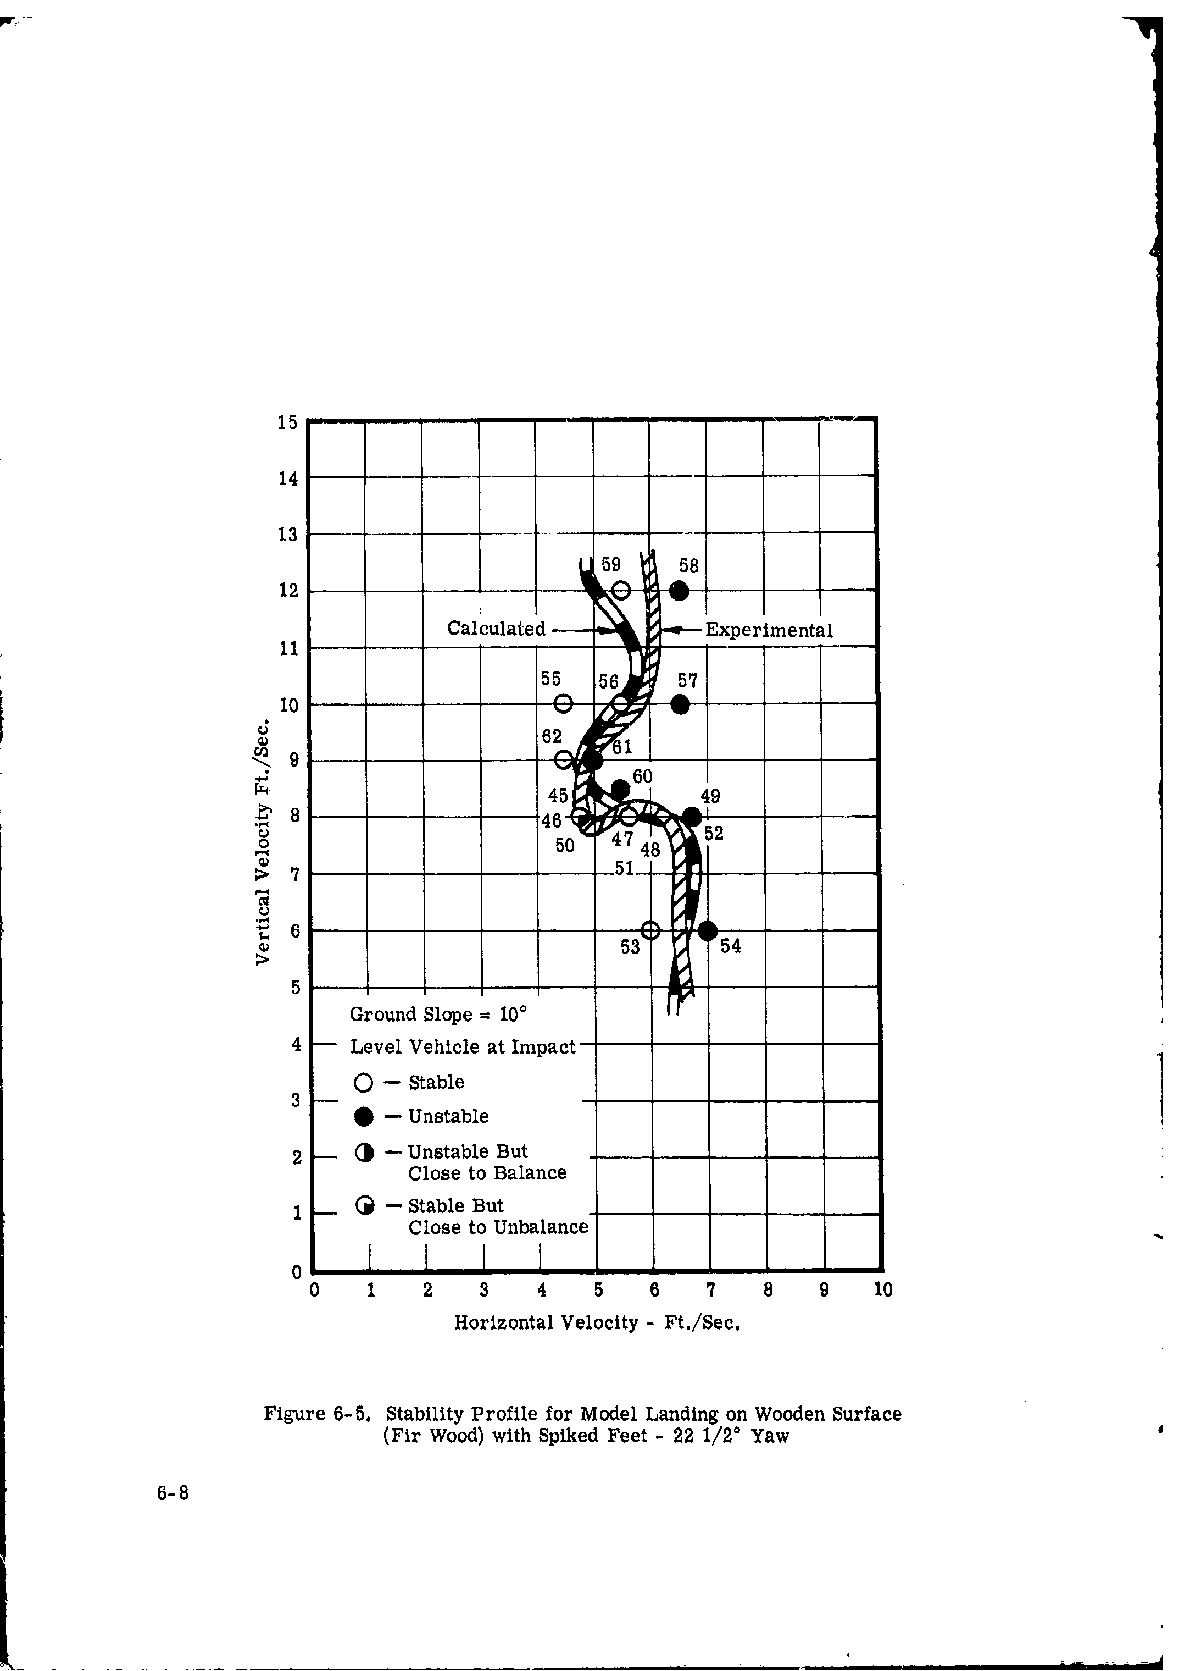 15
14
13
59 58
12
Calculated Experimental
11
55 56 57
10
62 61
9
60
45 49
8
46 47 52
50 48
51
7
6
53 54
5
Ground Slope = 10°
4
Level Vehicle at Impact
○ — Stable
3
● — Unstable
◑ — Unstable But
2
Close to Balance
— Stable But
1
Close to Unbalance
0
0 1 2 3 4 5 6 7 8 9 10
Vertical Velocity Ft./Sec.
Horizontal Velocity - Ft./Sec.
Figure 6-5. Stability Profile for Model Landing on Wooden Surface
(Fir Wood) with Spiked Feet - 22 1/2° Yaw
6-8